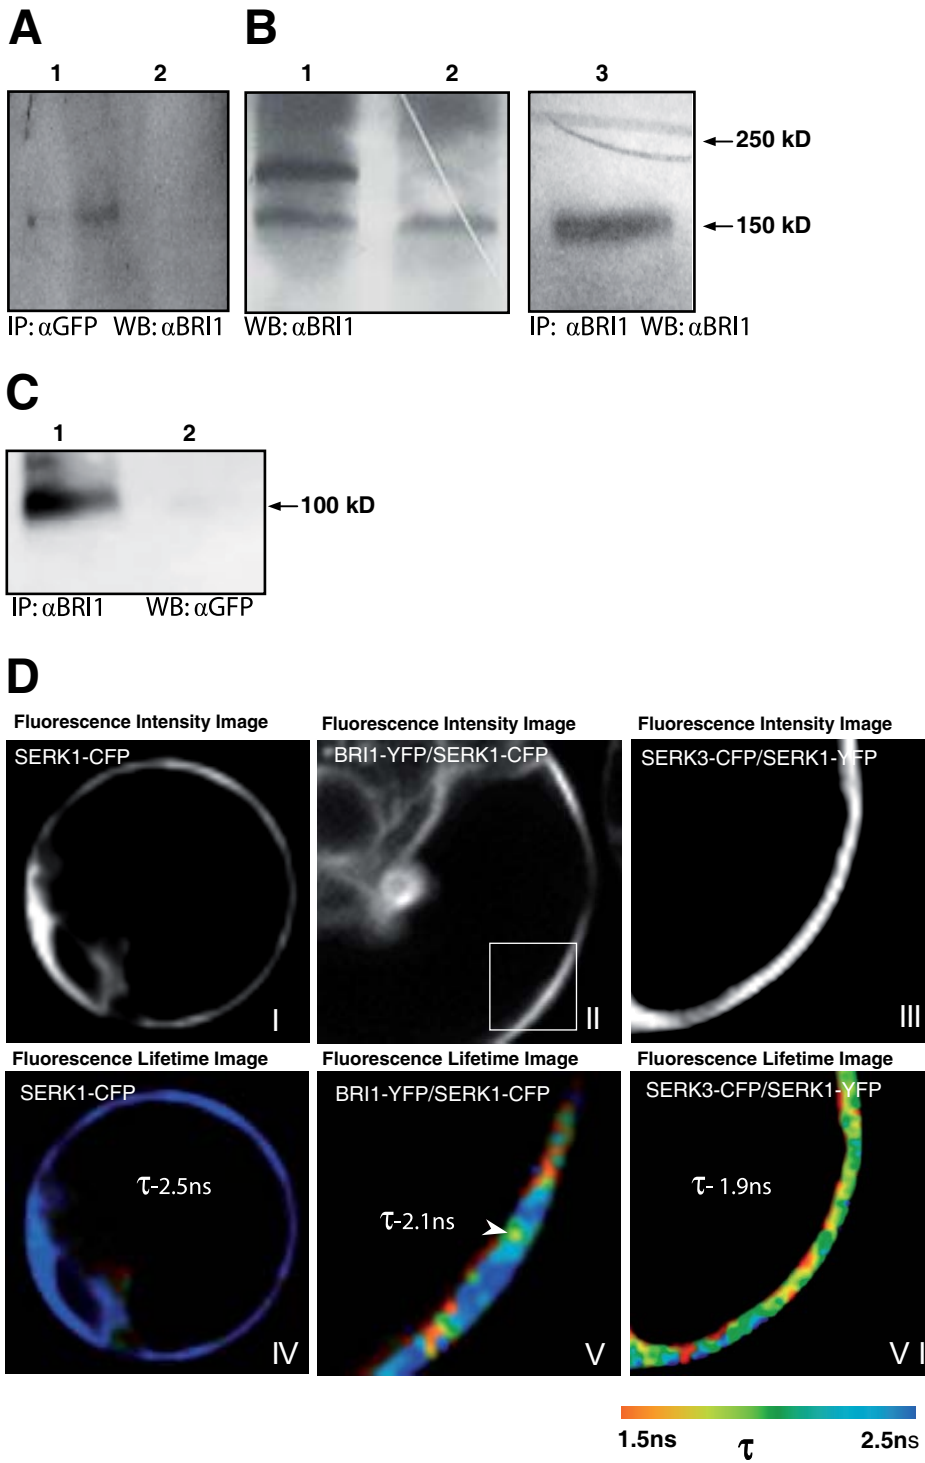 A
B
1 2
1 2
3
250 kD
150 kD
IP: αGFP WB: αBRI1
WB: αBRI1
IP: αBRI1 WB: αBRI1
C
1 2
100 kD
IP: αBRI1 WB: αGFP
D
Fluorescence Intensity Image
Fluorescence Intensity Image
Fluorescence Intensity Image
SERK1-CFP
BRI1-YFP/SERK1-CFP
SERK3-CFP/SERK1-YFP
I
II
III
Fluorescence Lifetime Image
Fluorescence Lifetime Image
Fluorescence Lifetime Image
SERK1-CFP
BRI1-YFP/SERK1-CFP
SERK3-CFP/SERK1-YFP
τ-2.5ns
τ-2.1ns
τ- 1.9ns
IV
V
V I
1.5ns τ 2.5ns